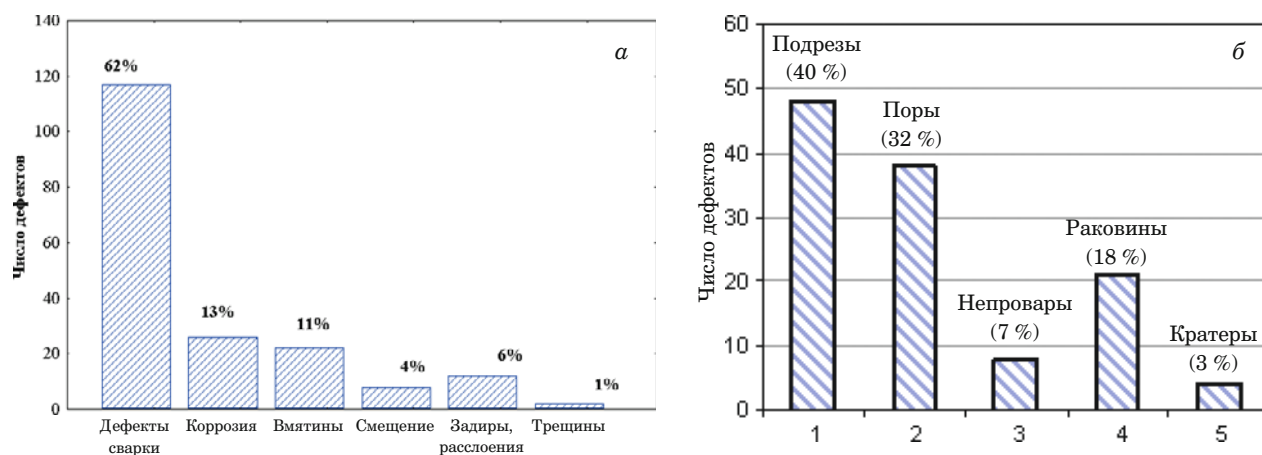 140
120
100
80
60
40
20
0
Число дефектов
а
62%
13%
11%
4%
6%
1%
Дефекты
сварки
Коррозия
Вмятины
Смещение
Задиры,
расслоения
Трещины
60
50
40
30
20
10
0
Число дефектов
б
Подрезы
(40 %)
Поры
(32 %)
Непровары
(7 %)
Раковины
(18 %)
Кратеры
(3 %)
1
2
3
4
5